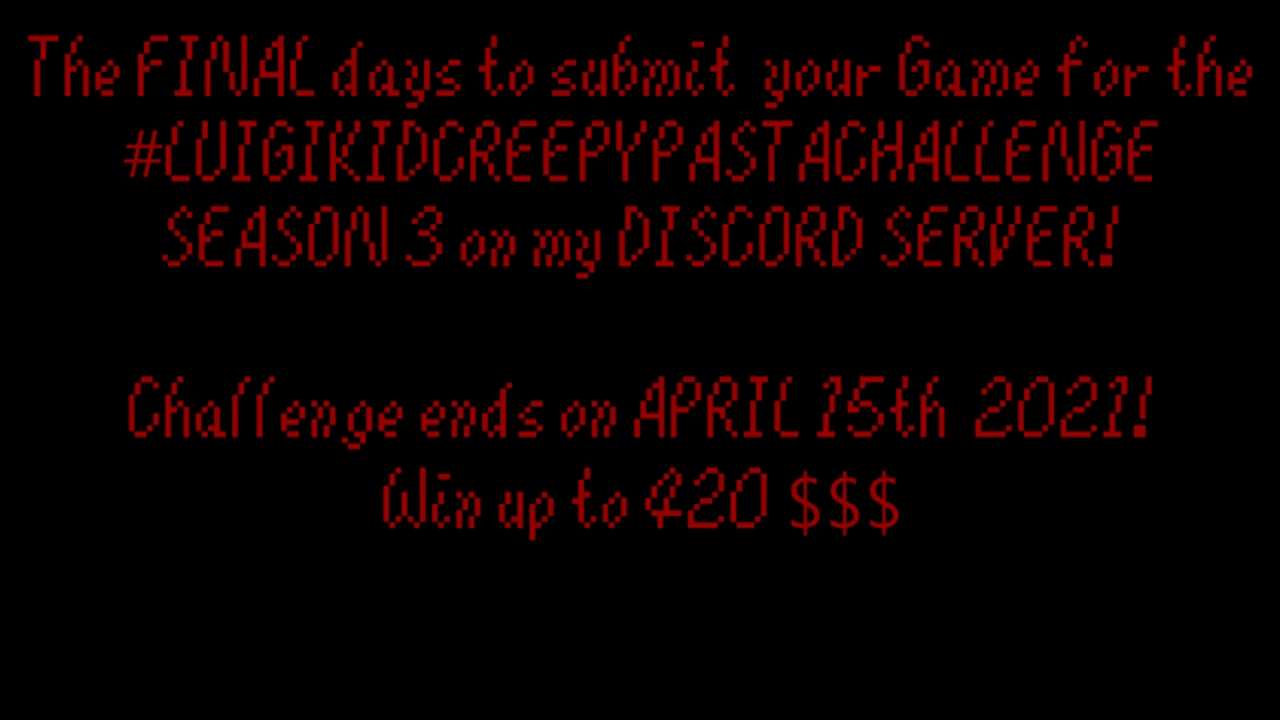 The FINAL days to submit your Game for the
#LUIGIKIDCREEPYPASTACHALLENGE
SEASON 3 on my DISCORD SERVER!
Challenge ends on APRIL 15th 2021!
Win up to 420 $$$